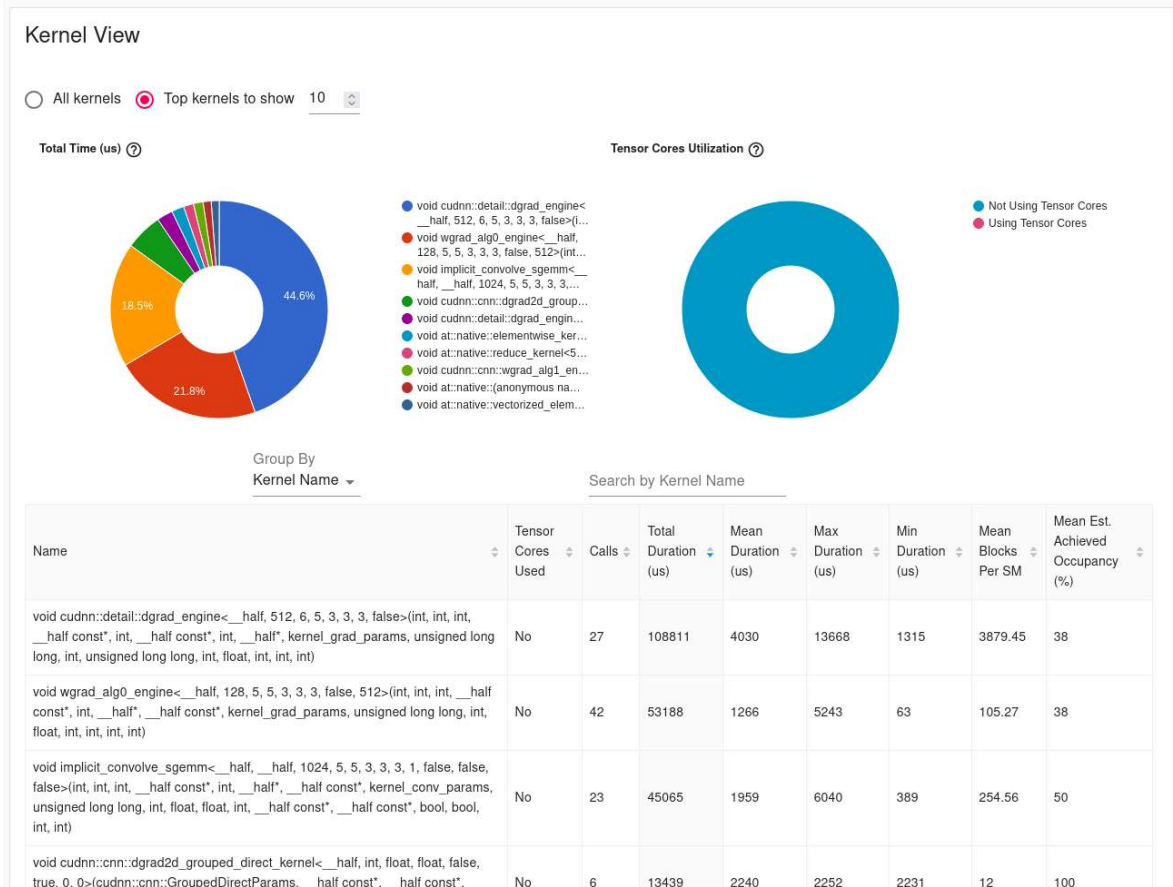 Kernel View
All kernels
Top kernels to show
10
Total Time (us)
?
44.6%
21.8%
18.5%
void cudnn::detail::dgrad_engine<
__half, 512, 6, 5, 3, 3, 3, false>(i...
void wgrad_alg0_engine<__half,
128, 5, 5, 3, 3, 3, false, 512>(int...
void implicit_convolve_sgemm<__
half, __half, 1024, 5, 5, 3, 3, 3,...
void cudnn::cnn::dgrad2d_group...
void cudnn::detail::dgrad_engin...
void at::native::elementwise_ker...
void at::native::reduce_kernel<5...
void cudnn::cnn::wgrad_alg1_en...
void at::native::(anonymous na...
void at::native::vectorized_elem...
Tensor Cores Utilization
?
Not Using Tensor Cores
Using Tensor Cores
Group By
Kernel Name
Search by Kernel Name
Name
Tensor
Cores
Used
Calls
Total
Duration
(us)
Mean
Duration
(us)
Max
Duration
(us)
Min
Duration
(us)
Mean
Blocks
Per SM
Mean Est.
Achieved
Occupancy
(%)
void cudnn::detail::dgrad_engine<__half, 512, 6, 5, 3, 3, 3, false>(int, int, int,
__half const*, int, __half const*, int, __half*, kernel_grad_params, unsigned long
long, int, unsigned long long, int, float, int, int, int)
No
27
108811
4030
13668
1315
3879.45
38
void wgrad_alg0_engine<__half, 128, 5, 5, 3, 3, 3, false, 512>(int, int, int, __half
const*, int, __half*, __half const*, kernel_grad_params, unsigned long long, int,
float, int, int, int, int)
No
42
53188
1266
5243
63
105.27
38
void implicit_convolve_sgemm<__half, __half, 1024, 5, 5, 3, 3, 3, 1, false, false,
false>(int, int, int, __half const*, int, __half*, __half const*, kernel_conv_params,
unsigned long long, int, float, float, int, __half const*, __half const*, bool, bool,
int, int)
No
23
45065
1959
6040
389
254.56
50
void cudnn::cnn::dgrad2d_grouped_direct_kernel<__half, int, float, float, false,
true, 0, 0>(cudnn::cnn::GroupedDirectParams, __half const*, __half const*,
No
6
13439
2240
2252
2231
12
100